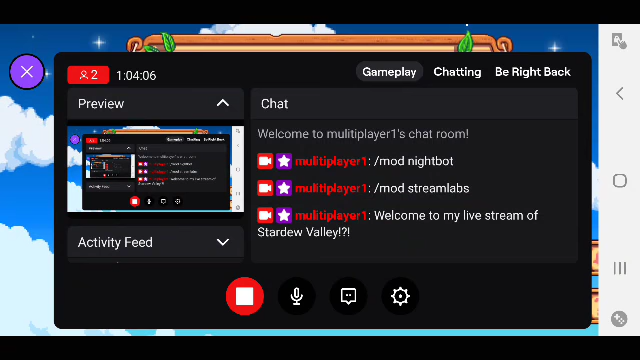 2 1:04:06 Gameplay Chatting Be Right Back
Preview
Chat
Welcome to mulitiplayer1's chat room!
mulitiplayer1: /mod nightbot
mulitiplayer1: /mod streamlabs
mulitiplayer1: Welcome to my live stream of
Stardew Valley!?!
Activity Feed